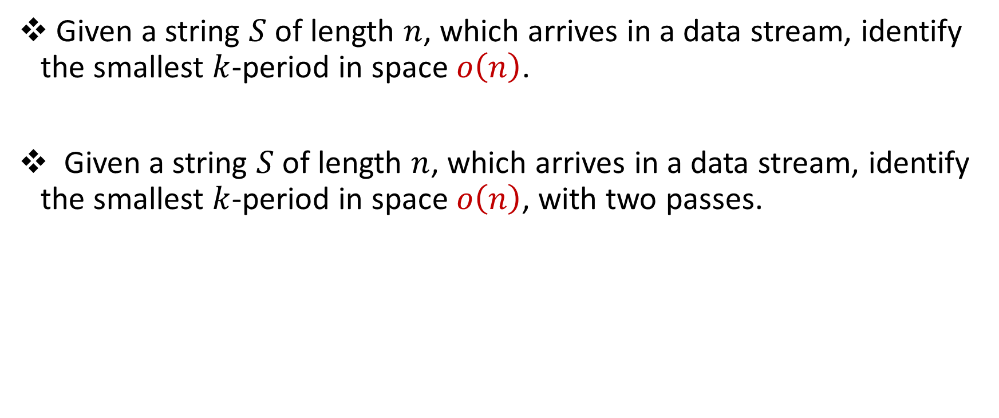 ❖ Given a string S of length n, which arrives in a data stream, identify
the smallest k-period in space o(n).
❖ Given a string S of length n, which arrives in a data stream, identify
the smallest k-period in space o(n), with two passes.